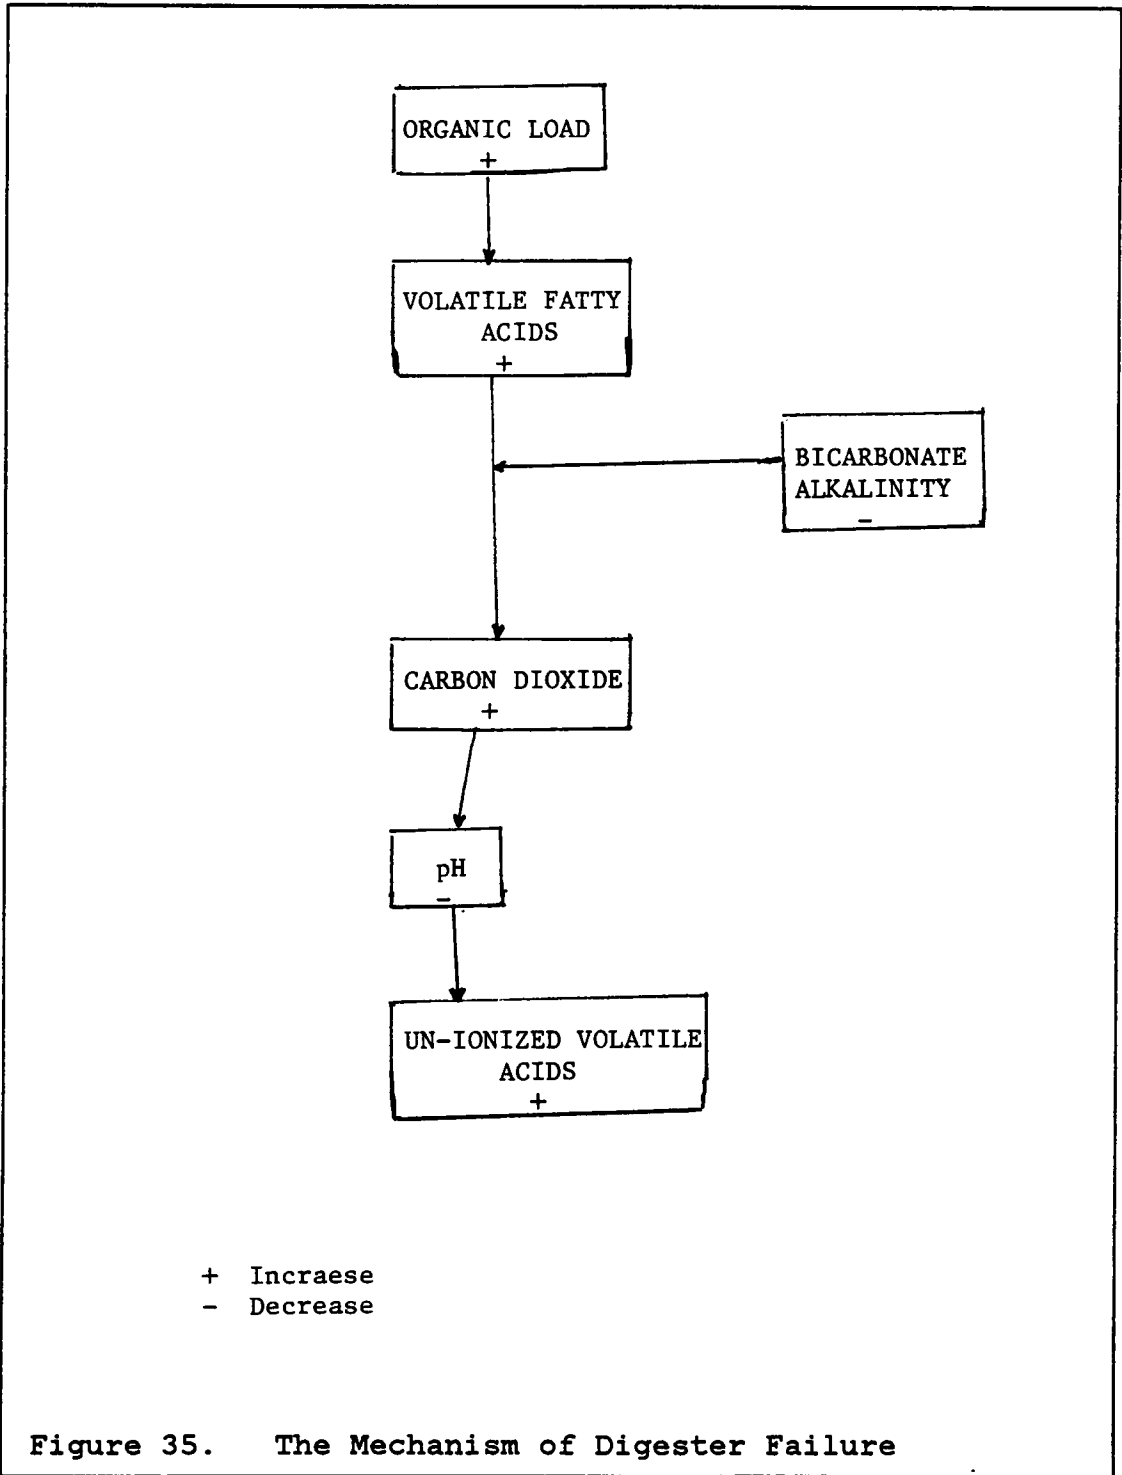 ORGANIC LOAD
+
VOLATILE FATTY
ACIDS
+
BICARBONATE
ALKALINITY
-
CARBON DIOXIDE
+
pH
-
UN-IONIZED VOLATILE
ACIDS
+
+ Incraese
- Decrease
Figure 35. The Mechanism of Digester Failure